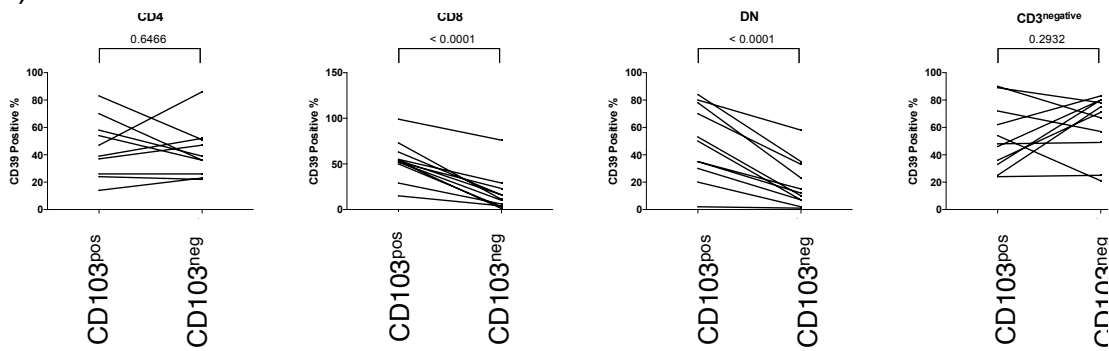 )
CD4
0.6466
100
80
60
40
20
0
CD39 Positive %
CD103pos
CD103neg
CD8
< 0.0001
150
100
50
0
CD39 Positive %
CD103pos
CD103neg
DN
< 0.0001
100
80
60
40
20
0
CD39 Positive %
CD103pos
CD103neg
CD3negative
0.2932
100
80
60
40
20
0
CD39 Positive %
CD103pos
CD103neg